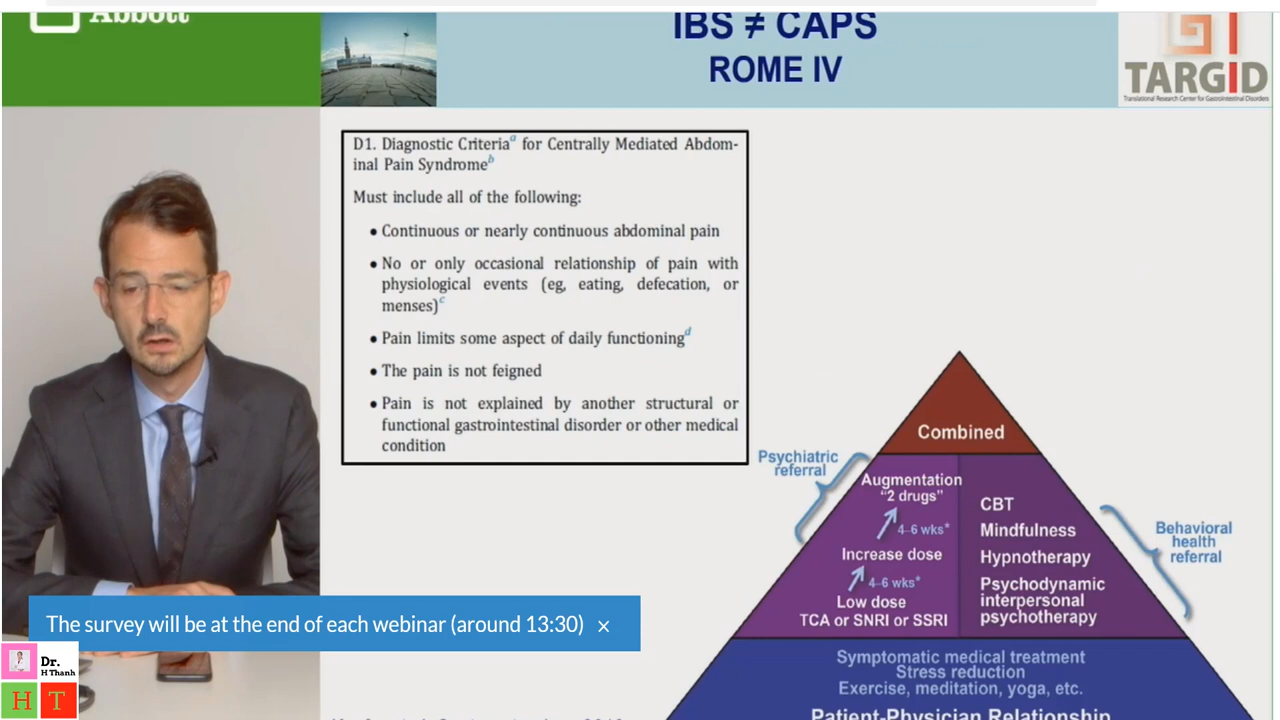 Abbott
IBS ≠ CAPS
ROME IV
TARGID
Translational Research Center for Gastrointestinal Disorders
D1. Diagnostic Criteriaᵃ for Centrally Mediated Abdom-
inal Pain Syndromeᵇ
Must include all of the following:
• Continuous or nearly continuous abdominal pain
• No or only occasional relationship of pain with
physiological events (eg, eating, defecation, or
menses)ᶜ
• Pain limits some aspect of daily functioningᵈ
• The pain is not feigned
• Pain is not explained by another structural or
functional gastrointestinal disorder or other medical
condition
Combined
Psychiatric
referral
Augmentation
"2 drugs"
4–6 wks*
Increase dose
4–6 wks*
Low dose
TCA or SNRI or SSRI
CBT
Mindfulness
Hypnotherapy
Psychodynamic
interpersonal
psychotherapy
Behavioral
health
referral
Symptomatic medical treatment
Stress reduction
Exercise, meditation, yoga, etc.
Patient-Physician Relationship
The survey will be at the end of each webinar (around 13:30) ×
Dr.
H Thanh
H T